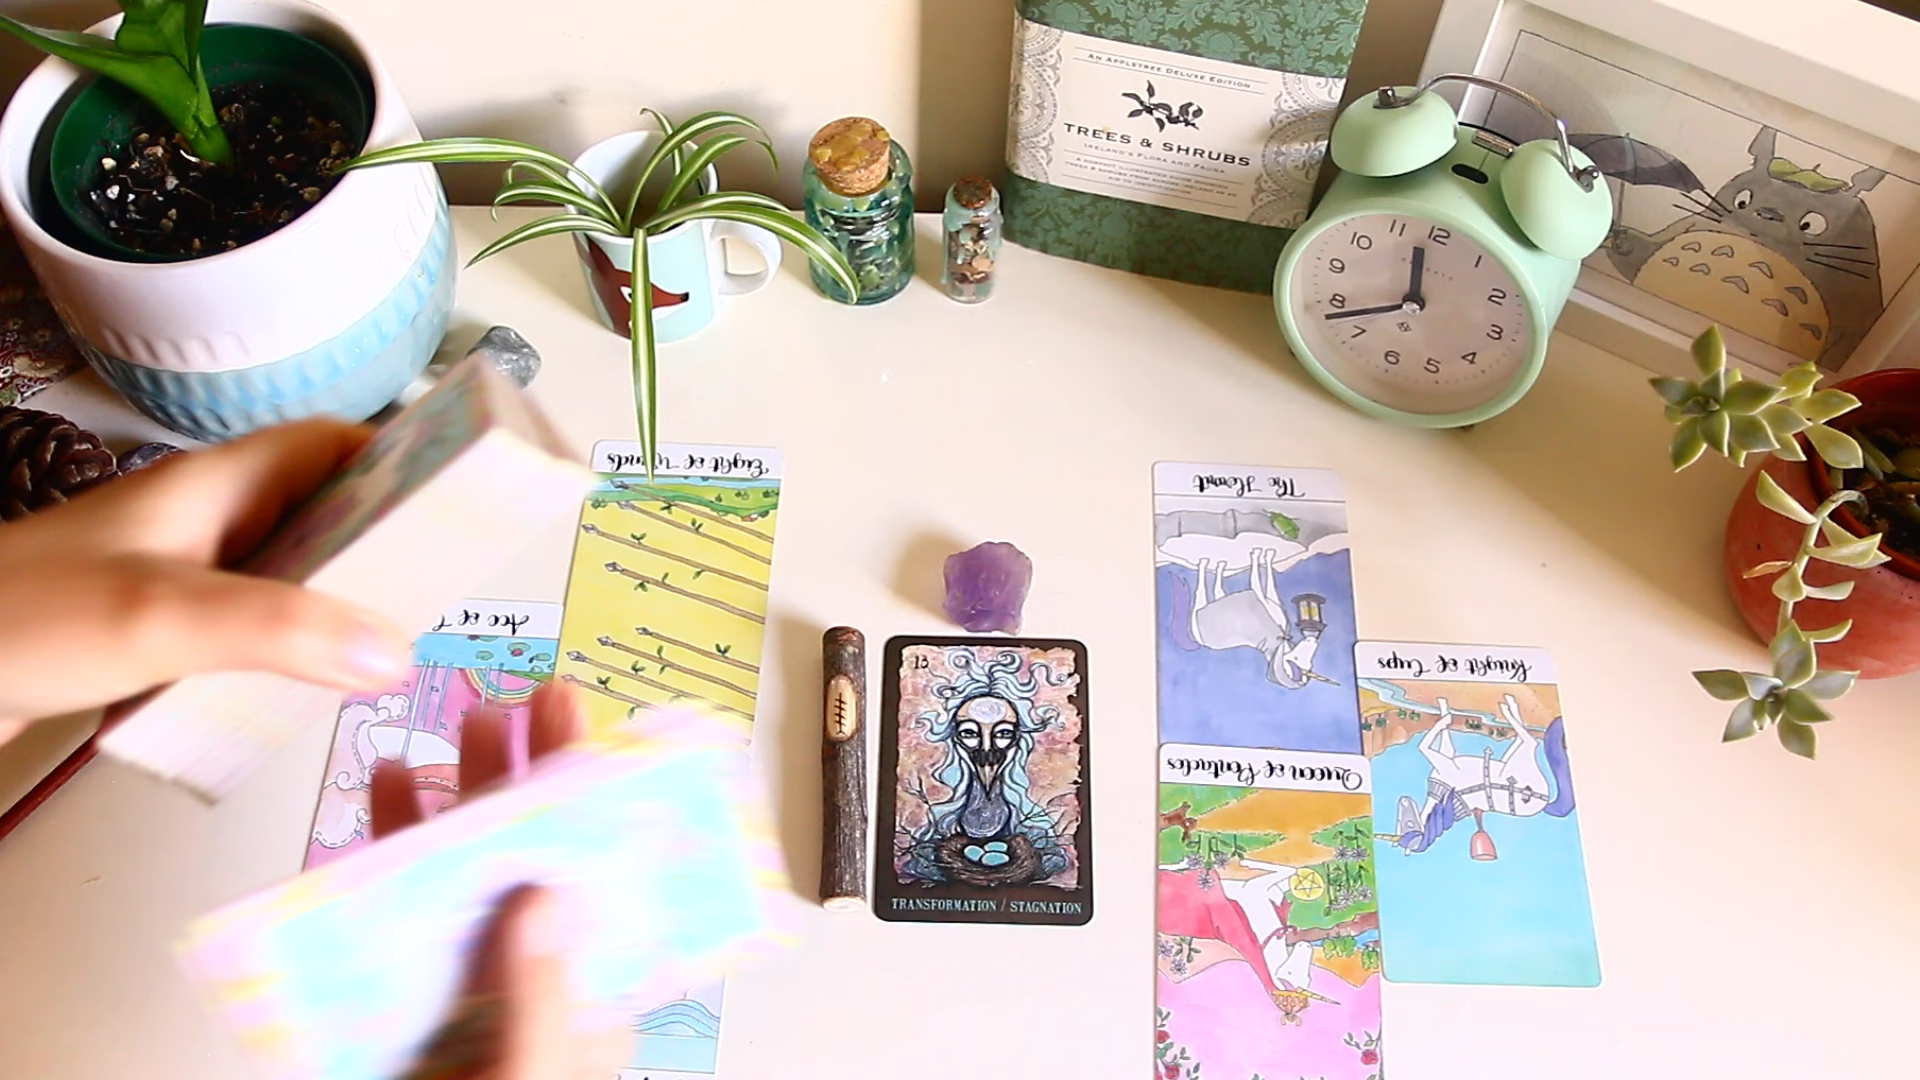 AN APPLETREE DELUXE EDITION
TREES & SHRUBS
IRELAND'S FLORA AND FAUNA
11 12 1 2 3 4 5 6 7 8 9 10
Eight of Wands
Ace of
The Hermit
Knight of Cups
Queen of Pentacles
13
TRANSFORMATION / STAGNATION